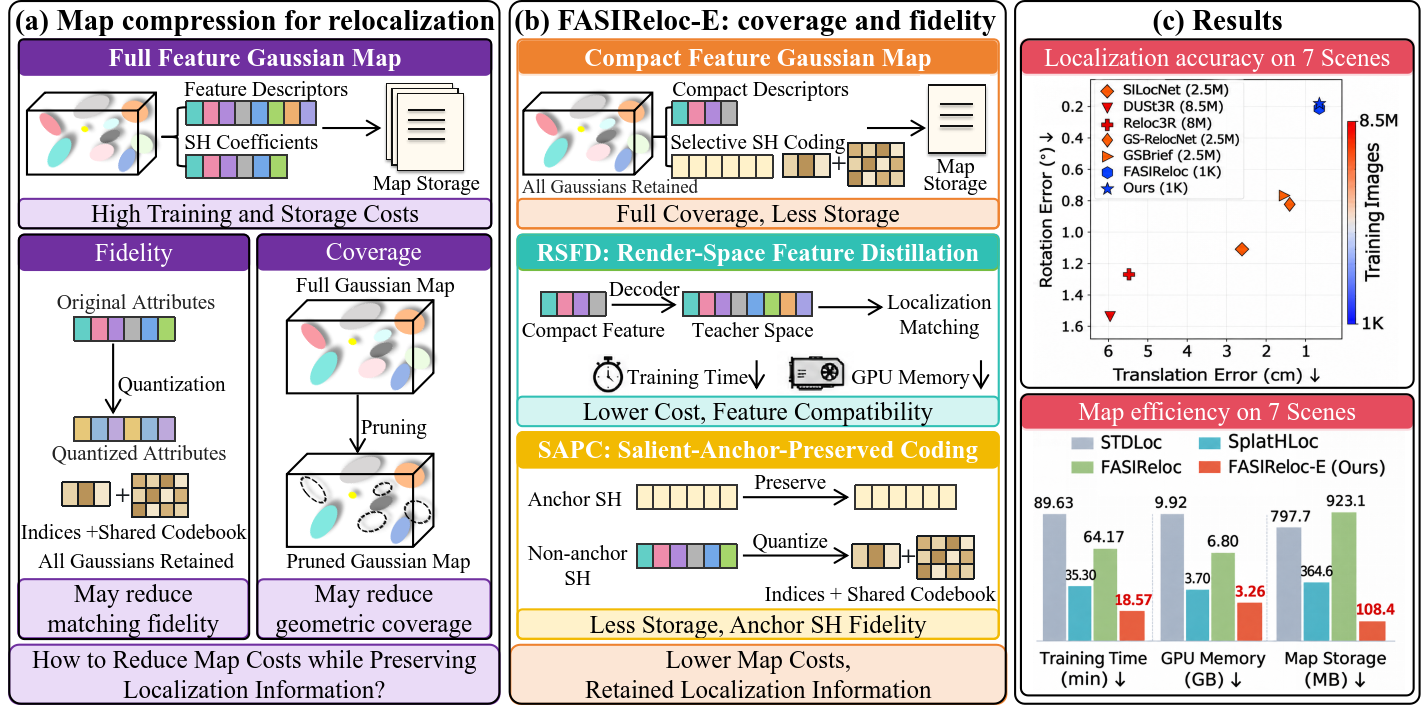 (a) Map compression for relocalization
Full Feature Gaussian Map
Feature Descriptors
SH Coefficients
Map Storage
High Training and Storage Costs
Fidelity
Original Attributes
Quantization
Quantized Attributes
+
Indices +Shared Codebook
All Gaussians Retained
May reduce
matching fidelity
Coverage
Full Gaussian Map
Pruning
Pruned Gaussian Map
May reduce
geometric coverage
How to Reduce Map Costs while Preserving
Localization Information?
(b) FASIReloc-E: coverage and fidelity
Compact Feature Gaussian Map
Compact Descriptors
Selective SH Coding
+
All Gaussians Retained
Map
Storage
Full Coverage, Less Storage
RSFD: Render-Space Feature Distillation
Decoder
Compact Feature
Teacher Space
Localization
Matching
Training Time↓
GPU Memory↓
Lower Cost, Feature Compatibility
SAPC: Salient-Anchor-Preserved Coding
Anchor SH
Preserve
Non-anchor
SH
Quantize
+
Indices + Shared Codebook
Less Storage, Anchor SH Fidelity
Lower Map Costs,
Retained Localization Information
(c) Results
Localization accuracy on 7 Scenes
SILocNet (2.5M)
DUSt3R (8.5M)
Reloc3R (8M)
GS-RelocNet (2.5M)
GSBrief (2.5M)
FASIReloc (1K)
Ours (1K)
Rotation Error (°) ↓
0.2
0.4
0.6
0.8
1.0
1.2
1.4
1.6
6 5 4 3 2 1
Translation Error (cm) ↓
8.5M
Training Images
1K
Map efficiency on 7 Scenes
STDLoc
SplatHLoc
FASIReloc
FASIReloc-E (Ours)
89.63
35.30
64.17
18.57
9.92
3.70
6.80
3.26
797.7
364.6
923.1
108.4
Training Time
(min) ↓
GPU Memory
(GB) ↓
Map Storage
(MB) ↓